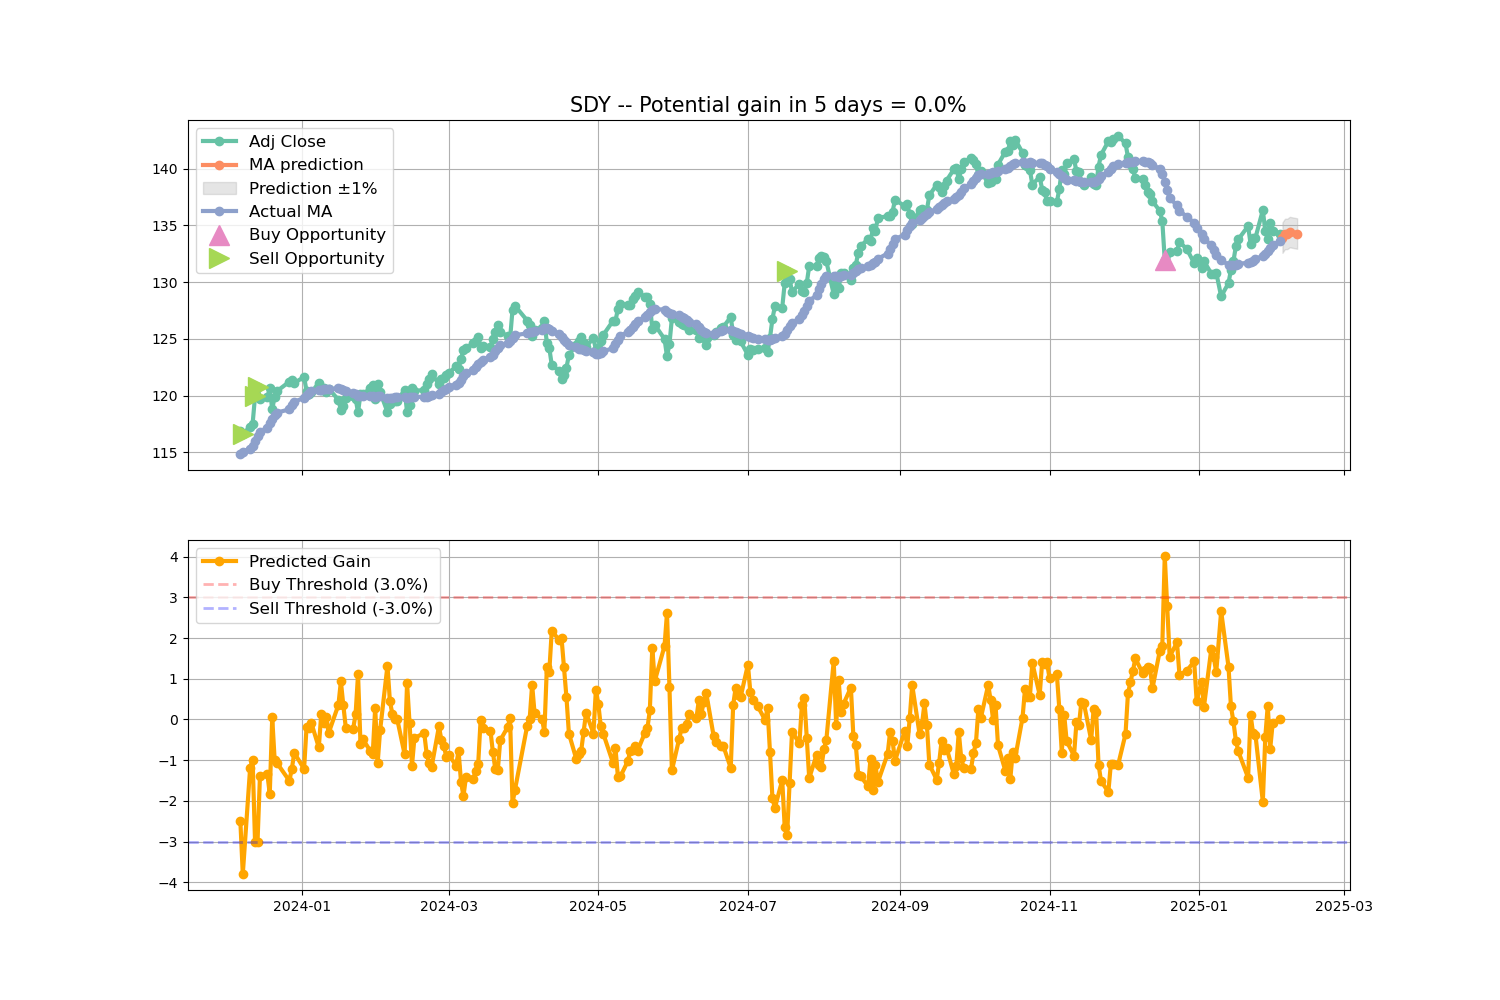 SDY -- Potential gain in 5 days = 0.0%
Adj Close
MA prediction
Prediction ±1%
Actual MA
Buy Opportunity
Sell Opportunity
140
135
130
125
120
115
Predicted Gain
Buy Threshold (3.0%)
Sell Threshold (-3.0%)
4
3
2
1
0
−1
−2
−3
−4
2024-01 2024-03 2024-05 2024-07 2024-09 2024-11 2025-01 2025-03